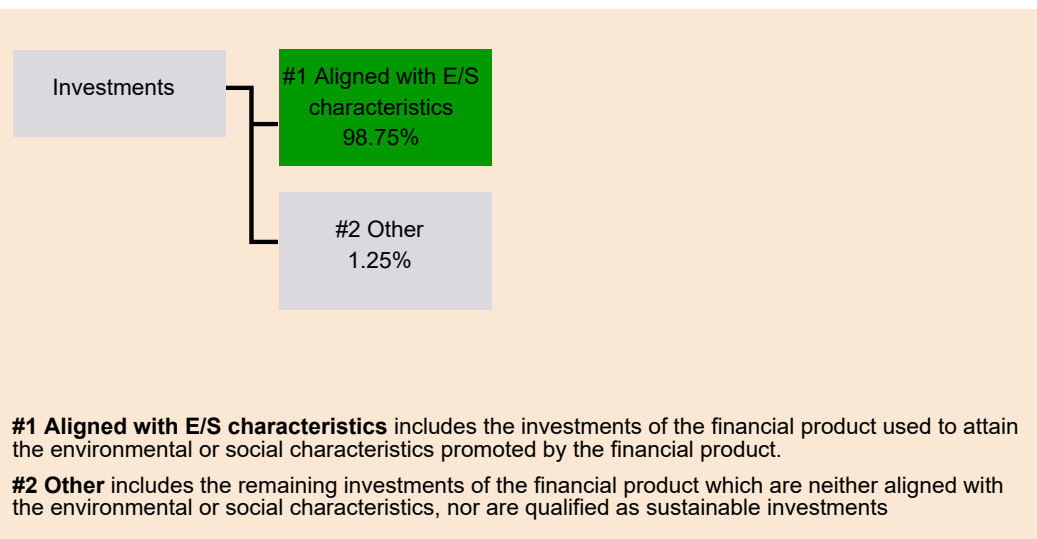 Investments
#1 Aligned with E/S
characteristics
98.75%
#2 Other
1.25%
#1 Aligned with E/S characteristics includes the investments of the financial product used to attain
the environmental or social characteristics promoted by the financial product.
#2 Other includes the remaining investments of the financial product which are neither aligned with
the environmental or social characteristics, nor are qualified as sustainable investments